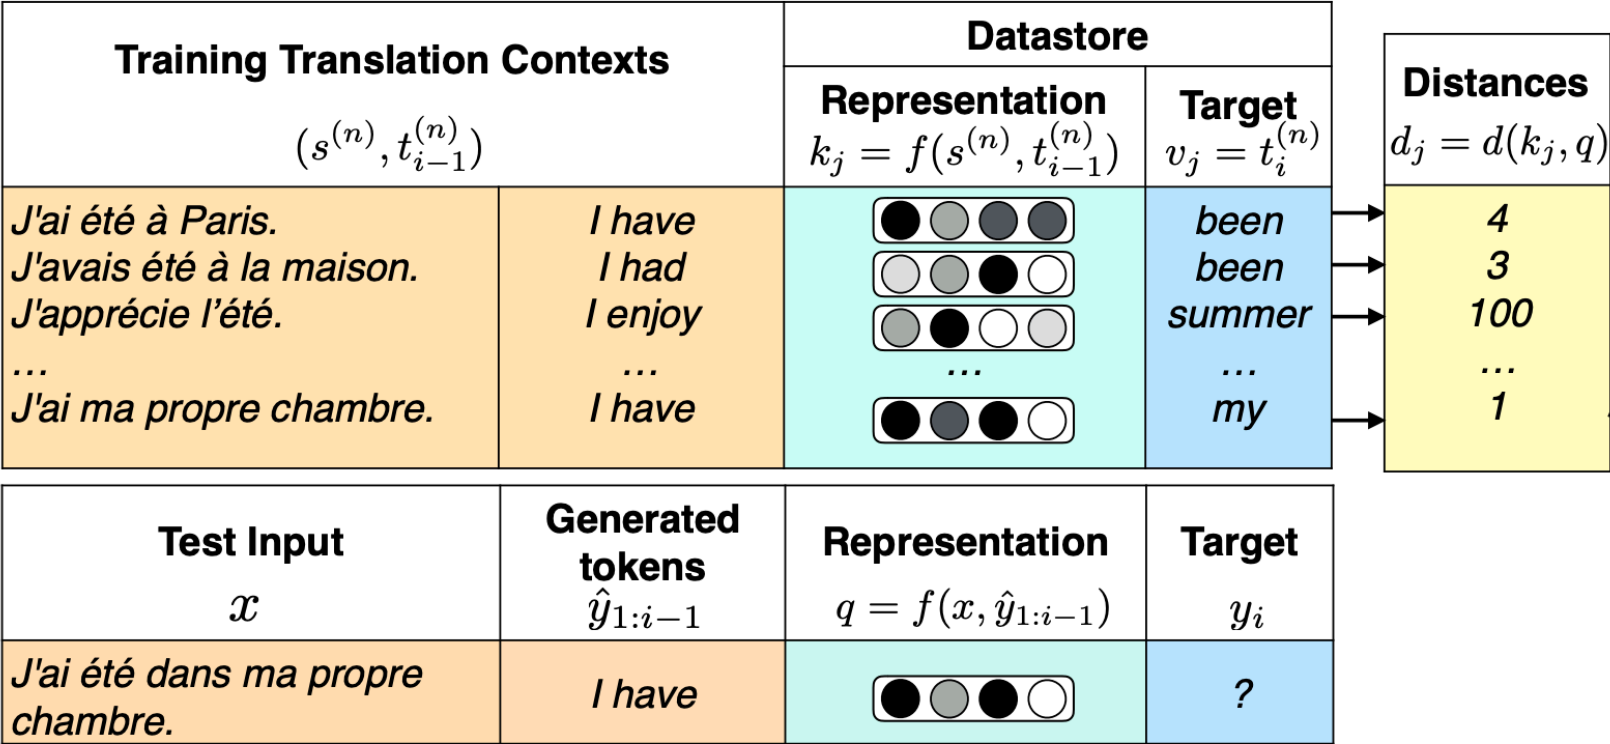 Training Translation Contexts
(s^{(n)}, t_{i-1}^{(n)})
Datastore
Representation
k_j = f(s^{(n)}, t_{i-1}^{(n)})
Target
v_j = t_i^{(n)}
Distances
d_j = d(k_j, q)
J'ai été à Paris. I have been 4
J'avais été à la maison. I had been 3
J'apprécie l’été. I enjoy summer 100
... ... ... ... ...
J'ai ma propre chambre. I have my 1
Test Input
x
Generated
tokens
ŷ_{1:i−1}
Representation
q = f(x, ŷ_{1:i−1})
Target
y_i
J'ai été dans ma propre
chambre.
I have
?